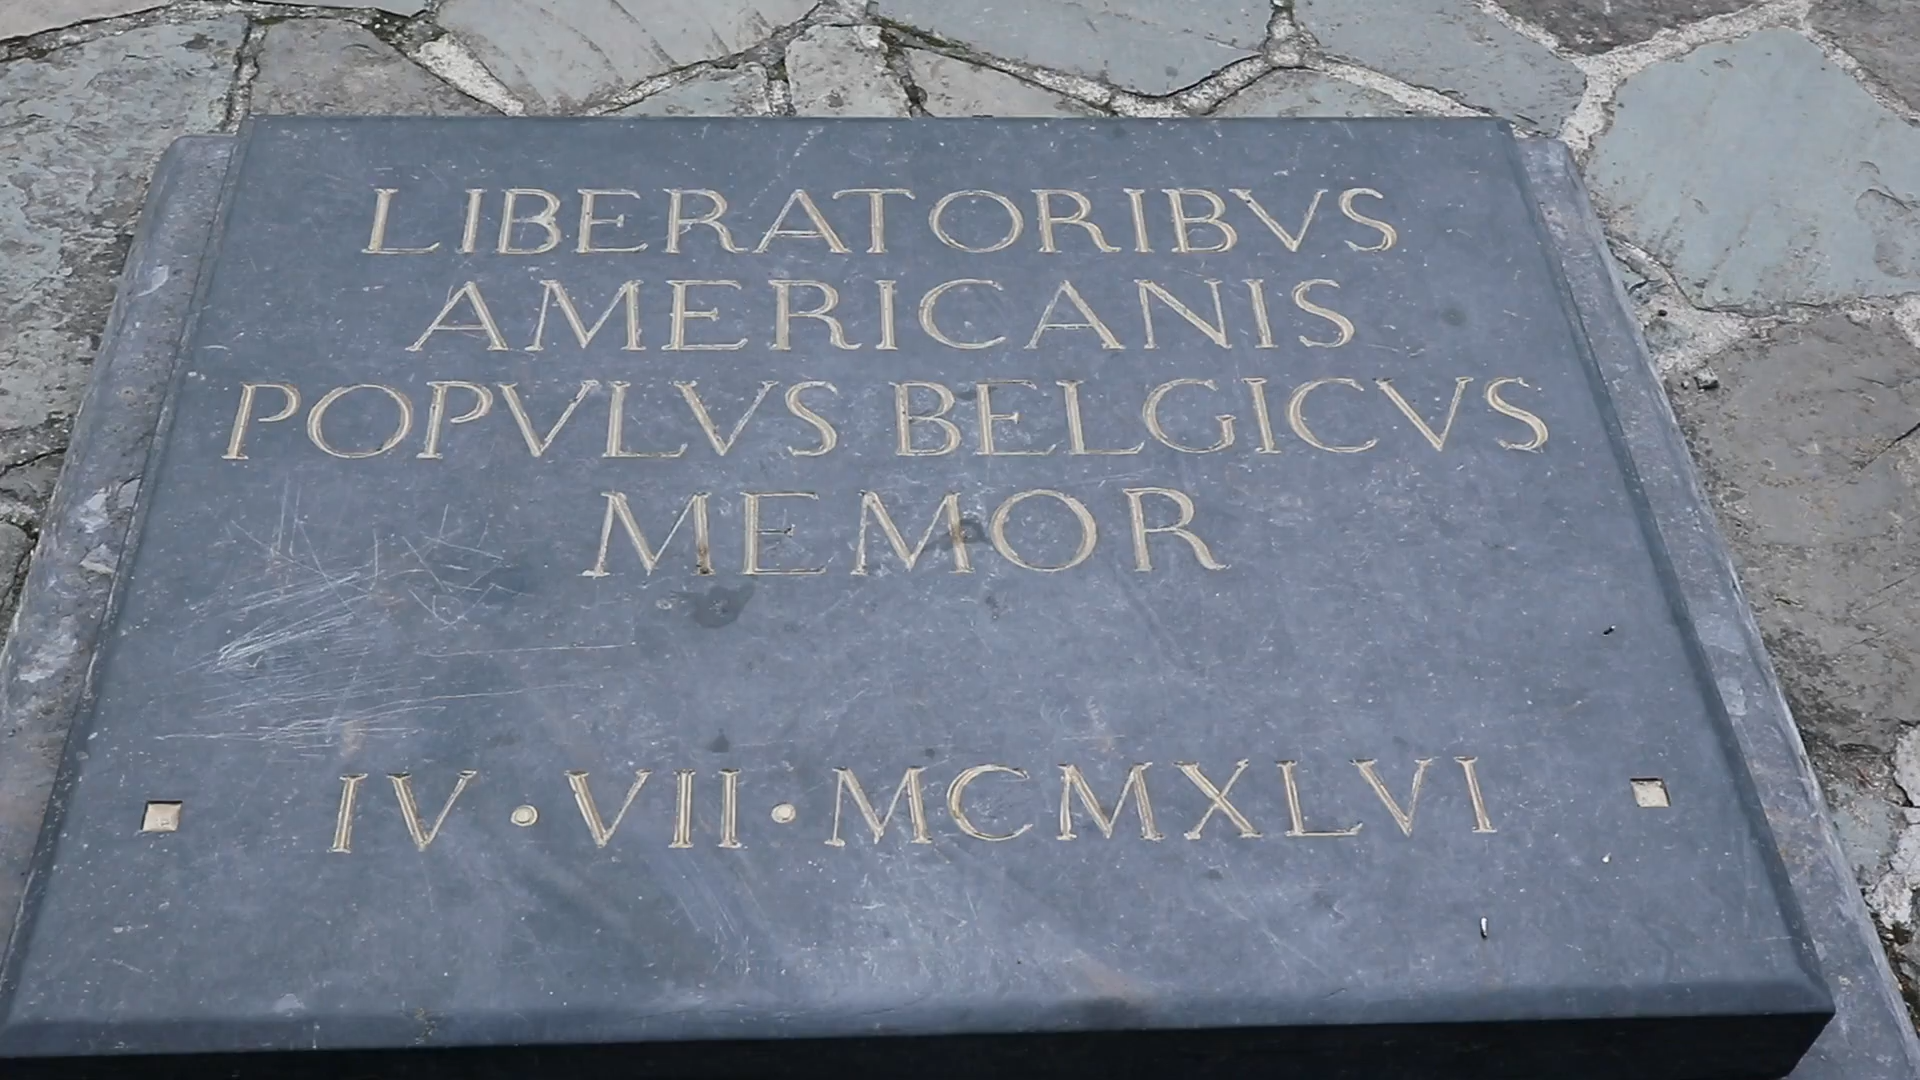 LIBERATORIBVS
AMERICANIS
POPVLVS BELGICVS
MEMOR
IV·VII·MCMXLVI